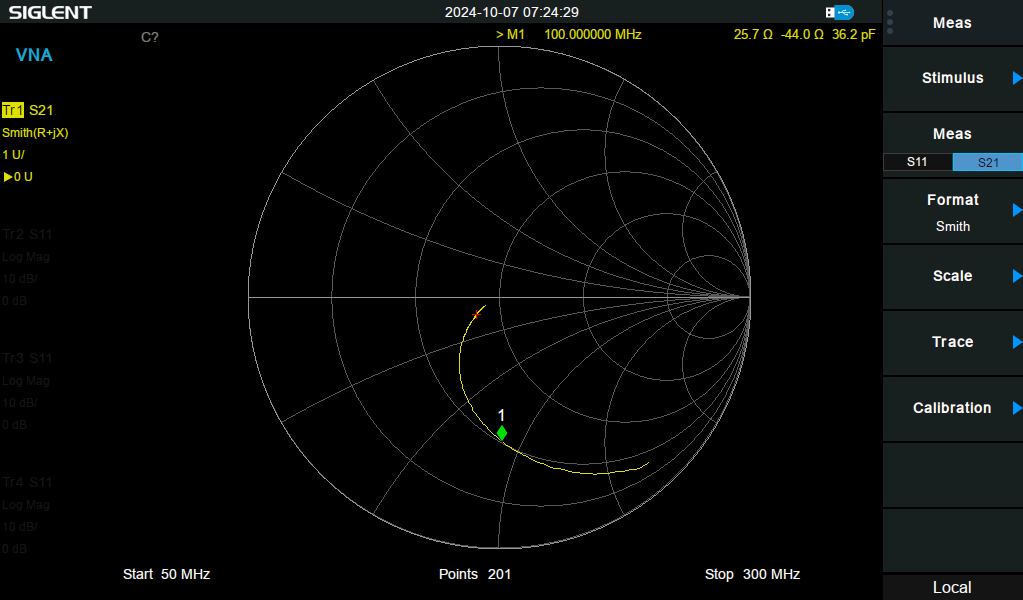 SIGLENT
2024-10-07 07:24:29
C?
VNA
> M1 100.000000 MHz 25.7 Ω -44.0 Ω 36.2 pF
Tr1 S21
Smith(R+jX)
1 U/
▶0 U
Tr2 S11
Log Mag
10 dB/
0 dB
Tr3 S11
Log Mag
10 dB/
0 dB
Tr4 S11
Log Mag
10 dB/
0 dB
1
Start 50 MHz Points 201 Stop 300 MHz
Meas
Stimulus
Meas
S11 S21
Format
Smith
Scale
Trace
Calibration
Local